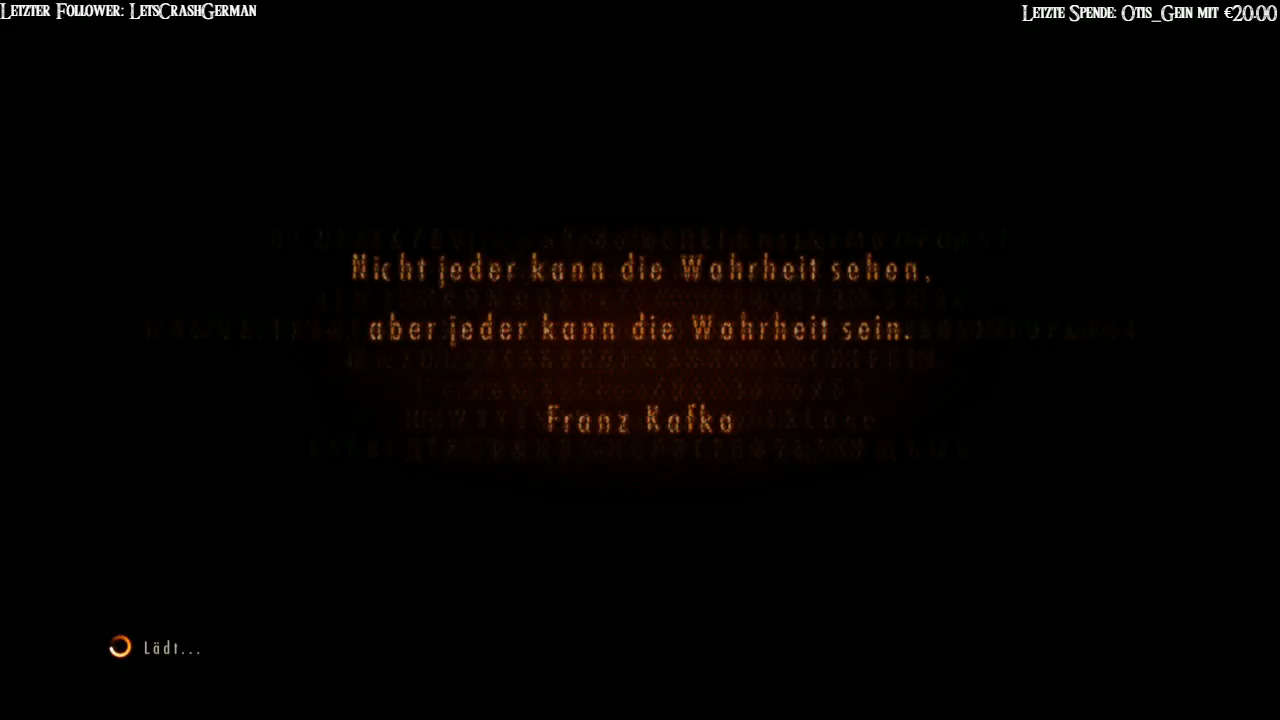 Letzter Follower: LetsCrashGerman
Letzte Spende: Otis_Gein mit €20.00
Nicht jeder kann die Wahrheit sehen,
aber jeder kann die Wahrheit sein.
Franz Kafka
Lädt...